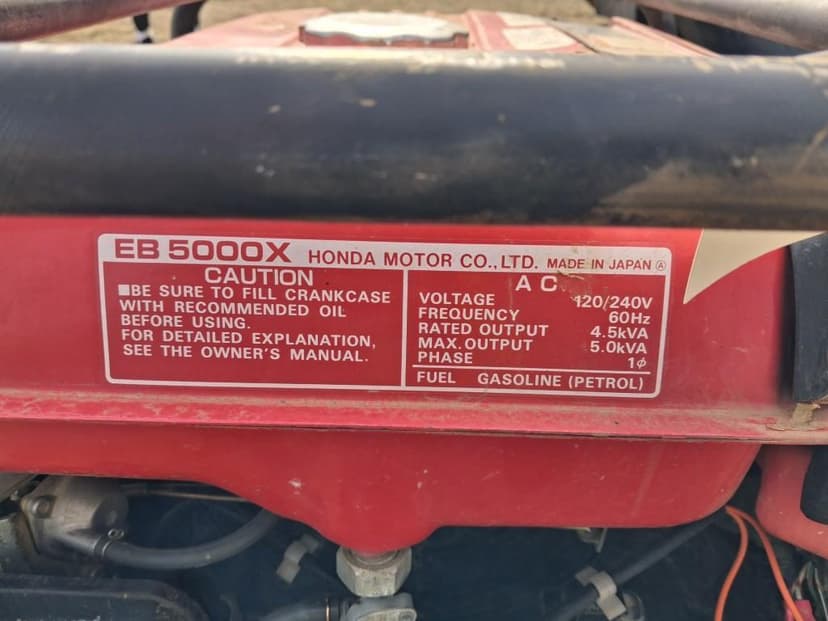 EB 5000X HONDA MOTOR CO., LTD. MADE IN JAPAN Ⓐ
CAUTION
■BE SURE TO FILL CRANKCASE
WITH RECOMMENDED OIL
BEFORE USING.
FOR DETAILED EXPLANATION,
SEE THE OWNER'S MANUAL.
AC
VOLTAGE 120/240V
FREQUENCY 60Hz
RATED OUTPUT 4.5kVA
MAX. OUTPUT 5.0kVA
PHASE 1ϕ
FUEL GASOLINE (PETROL)